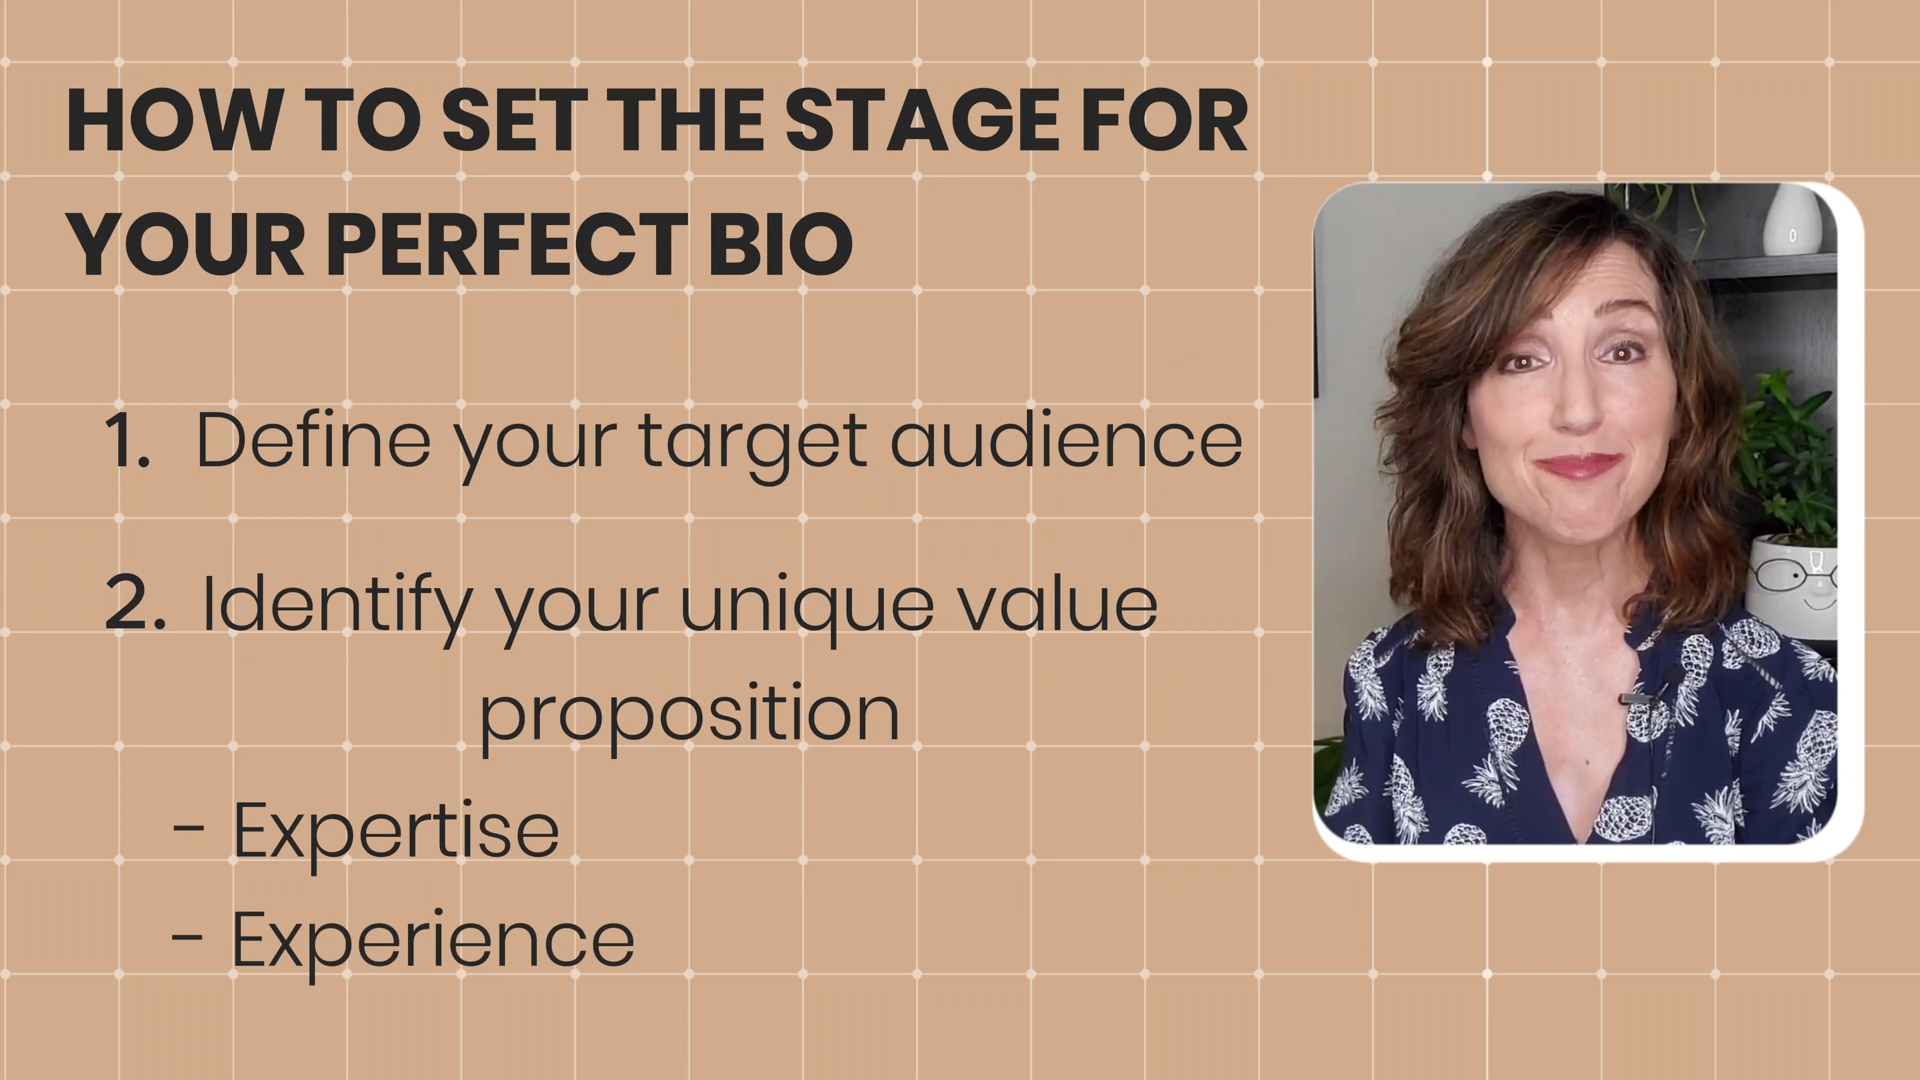 HOW TO SET THE STAGE FOR
YOUR PERFECT BIO
1. Define your target audience
2. Identify your unique value
proposition
- Expertise
- Experience